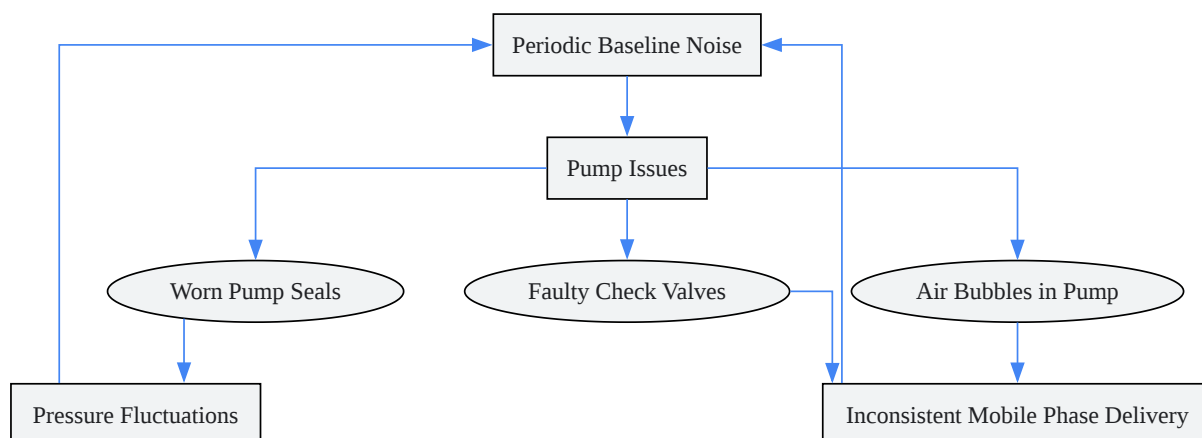 Periodic Baseline Noise
Pump Issues
Worn Pump Seals
Faulty Check Valves
Air Bubbles in Pump
Pressure Fluctuations
Inconsistent Mobile Phase Delivery